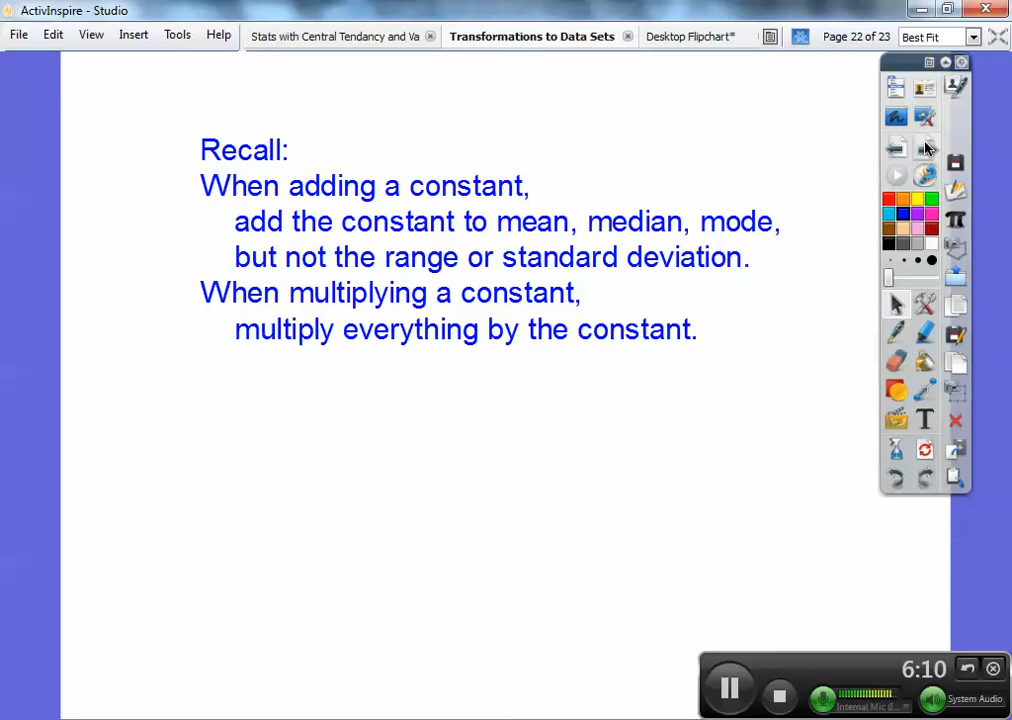 ActivInspire - Studio
File Edit View Insert Tools Help
Stats with Central Tendancy and Va
Transformations to Data Sets
Desktop Flipchart*
Page 22 of 23
Best Fit
Recall:
When adding a constant,
add the constant to mean, median, mode,
but not the range or standard deviation.
When multiplying a constant,
multiply everything by the constant.
T
6:10
Internal Mic (I...
System Audio